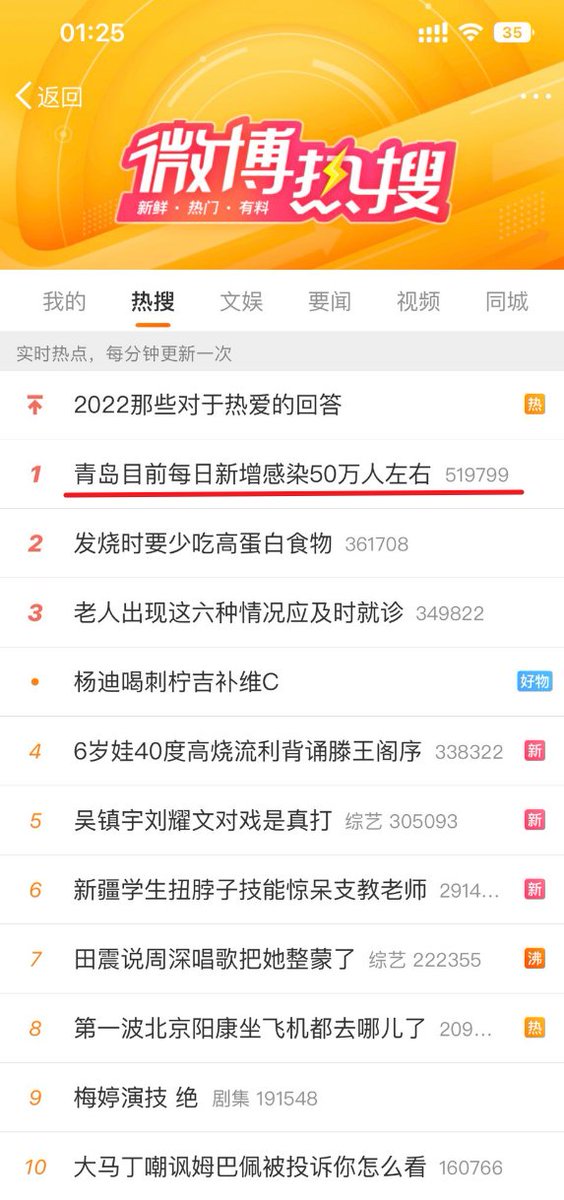 01:25
35
返回
微博热搜
新鲜·热门·有料
我的 热搜 文娱 要闻 视频 同城
实时热点，每分钟更新一次
2022那些对于热爱的回答 热
1 青岛目前每日新增感染50万人左右 519799
2 发烧时要少吃高蛋白食物 361708
3 老人出现这六种情况应及时就诊 349822
杨迪喝刺柠吉补维C 好物
4 6岁娃40度高烧流利背诵滕王阁序 338322 新
5 吴镇宇刘耀文对戏是真打 综艺 305093 新
6 新疆学生扭脖子技能惊呆支教老师 2914... 新
7 田震说周深唱歌把她整蒙了 综艺 222355 沸
8 第一波北京阳康坐飞机都去哪儿了 209... 热
9 梅婷演技 绝 剧集 191548
10 大马丁嘲讽姆巴佩被投诉你怎么看 160766